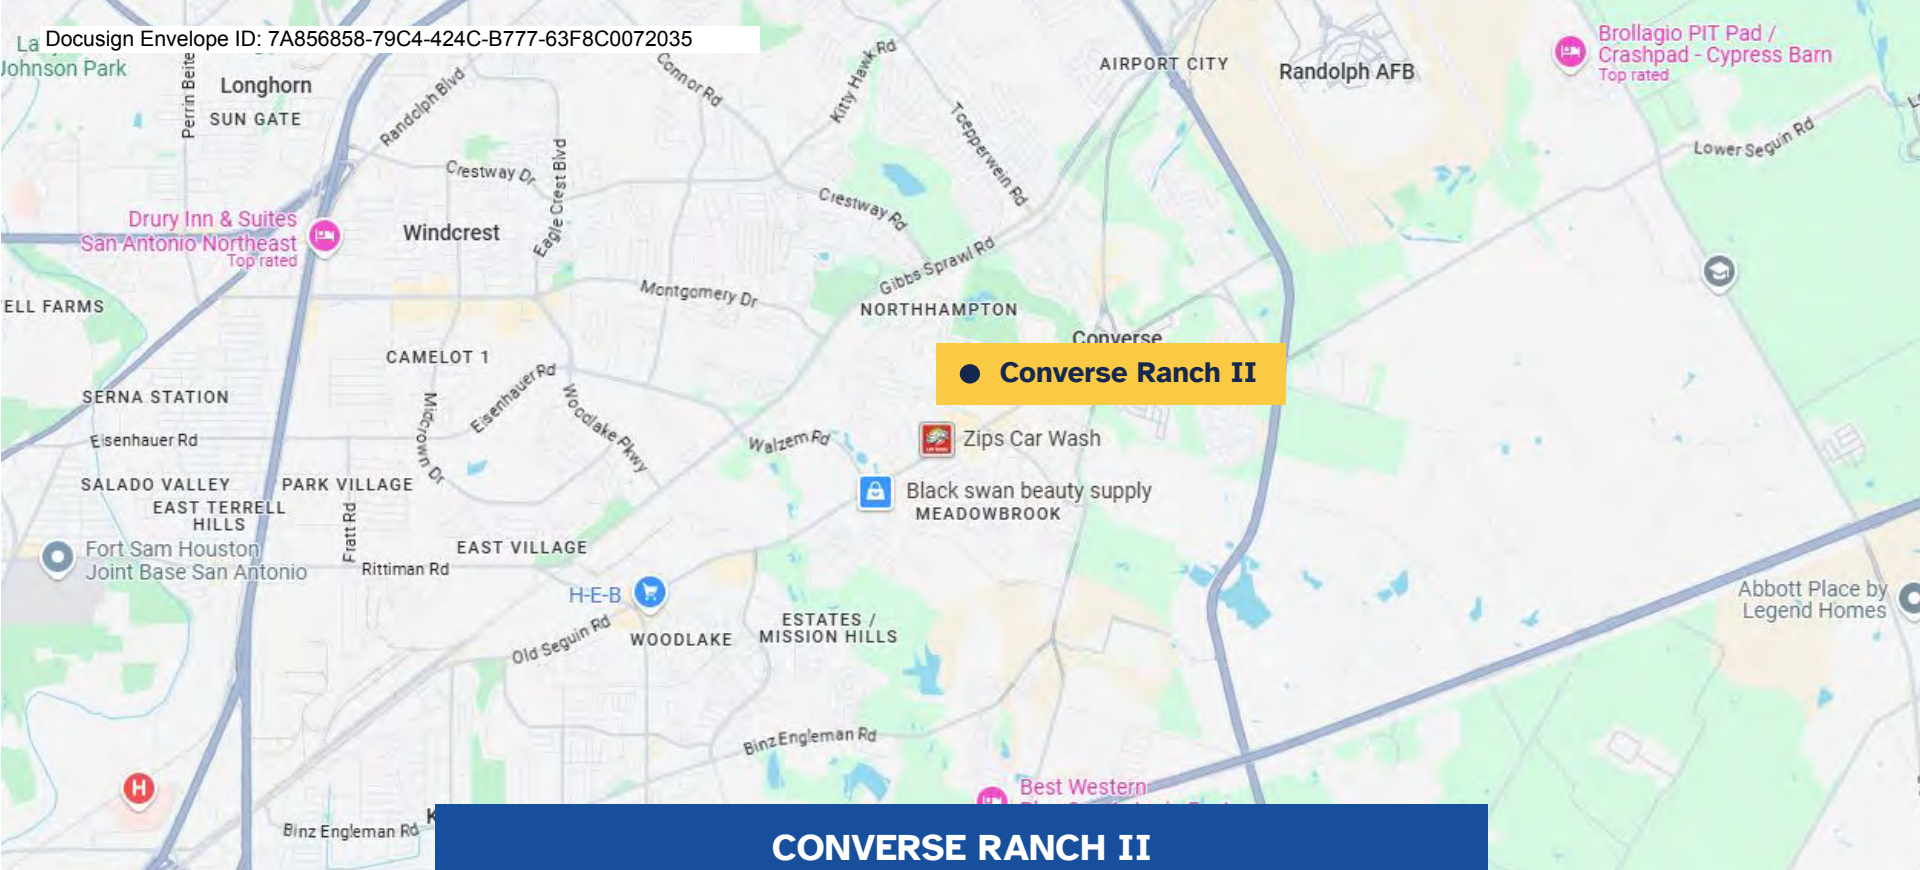 Docusign Envelope ID: 7A856858-79C4-424C-B777-63F8C0072035
La
Johnson Park
Longhorn
SUN GATE
Perrin Beite
Randolph Blvd
Connor Rd
Kitty Hawk Rd
AIRPORT CITY
Randolph AFB
Brollagio PIT Pad /
Crashpad - Cypress Barn
Top rated
Lower Seguin Rd
Toepperwein Rd
Crestway Dr
Eagle Crest Blvd
Crestway Rd
Drury Inn & Suites
San Antonio Northeast
Top rated
Windcrest
Gibbs Sprawl Rd
Montgomery Dr
ELL FARMS
NORTHHAMPTON
Converse
Converse Ranch II
CAMELOT 1
Eisenhauer Rd
SERNA STATION
Midcrown Dr
Woodlake Pkwy
Eisenhauer Rd
Walzem Rd
Zips Car Wash
SALADO VALLEY
PARK VILLAGE
Black swan beauty supply
MEADOWBROOK
EAST TERRELL
HILLS
Fratt Rd
Fort Sam Houston
Joint Base San Antonio
EAST VILLAGE
Rittiman Rd
H-E-B
Abbott Place by
Legend Homes
Old Seguin Rd
WOODLAKE
ESTATES /
MISSION HILLS
Binz Engleman Rd
H
Best Western
Binz Engleman Rd
K
CONVERSE RANCH II